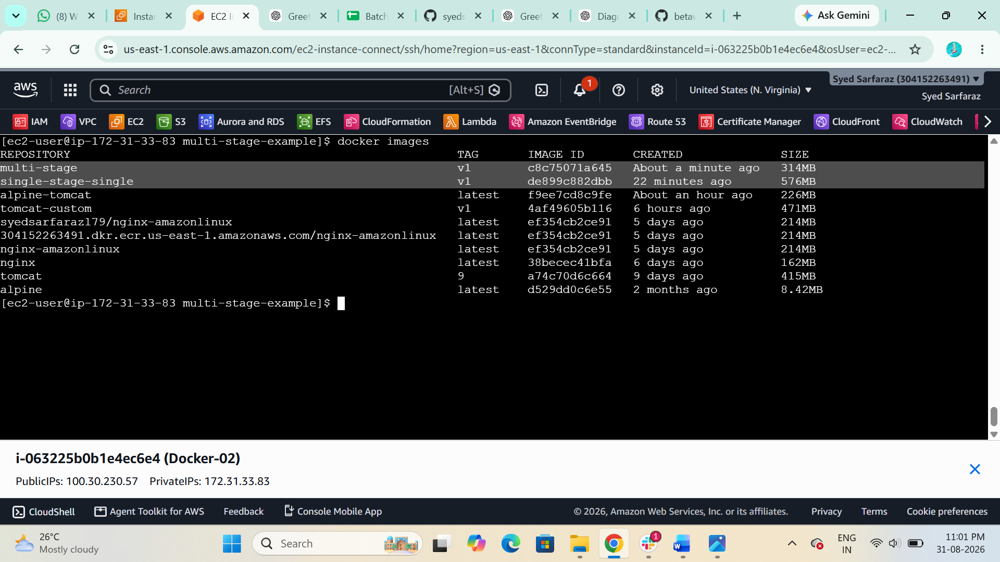 (8) W
Instan
EC2 I
Greet
Batch
syeds
Greet
Diagr
betaw
Ask Gemini
us-east-1.console.aws.amazon.com/ec2-instance-connect/ssh/home?region=us-east-1&connType=standard&instanceId=i-063225b0b1e4ec6e4&osUser=ec2-...
aws
Search
[Alt+S]
1
United States (N. Virginia)
Syed Sarfaraz (304152263491)
Syed Sarfaraz
IAM VPC EC2 S3 Aurora and RDS EFS CloudFormation Lambda Amazon EventBridge Route 53 Certificate Manager CloudFront CloudWatch
[ec2-user@ip-172-31-33-83 multi-stage-example]$ docker images
REPOSITORY TAG IMAGE ID CREATED SIZE
multi-stage v1 c8c75071a645 About a minute ago 314MB
single-stage-single v1 de899c882dbb 22 minutes ago 576MB
alpine-tomcat latest f9ee7cd8c9fe About an hour ago 226MB
tomcat-custom v1 4af49605b116 6 hours ago 471MB
syedsarfaraz179/nginx-amazonlinux latest ef354cb2ce91 5 days ago 214MB
304152263491.dkr.ecr.us-east-1.amazonaws.com/nginx-amazonlinux latest ef354cb2ce91 5 days ago 214MB
nginx-amazonlinux latest ef354cb2ce91 5 days ago 214MB
nginx latest 38becec41bfa 6 days ago 162MB
tomcat 9 a74c70d6c664 9 days ago 415MB
alpine latest d529dd0c6e55 2 months ago 8.42MB
[ec2-user@ip-172-31-33-83 multi-stage-example]$
i-063225b0b1e4ec6e4 (Docker-02)
PublicIPs: 100.30.230.57 PrivateIPs: 172.31.33.83
CloudShell Agent Toolkit for AWS Feedback Console Mobile App © 2026, Amazon Web Services, Inc. or its affiliates. Privacy Terms Cookie preferences
26°C
Mostly cloudy
Search
1
ENG
IN
11:01 PM
31-08-2026